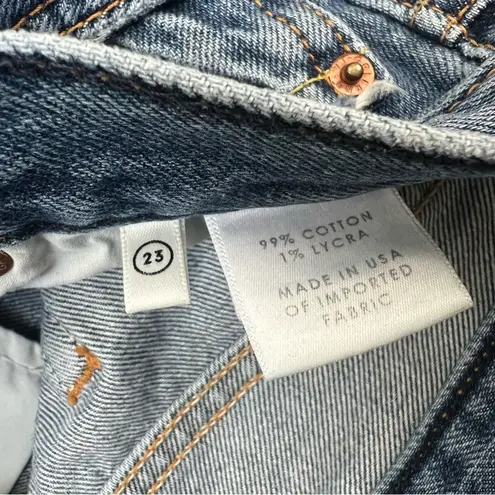 23
99% COTTON
1% LYCRA
MADE IN USA
OF IMPORTED
FABRIC